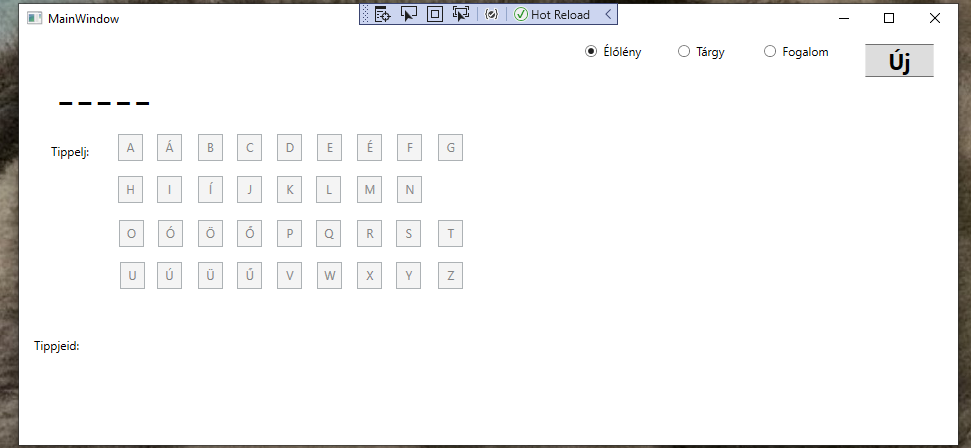 MainWindow
Hot Reload
Élőlény Tárgy Fogalom Új
_ _ _ _ _
Tippelj: A Á B C D E É F G
H I Í J K L M N
O Ó Ö Ő P Q R S T
U Ú Ü Ű V W X Y Z
Tippjeid: